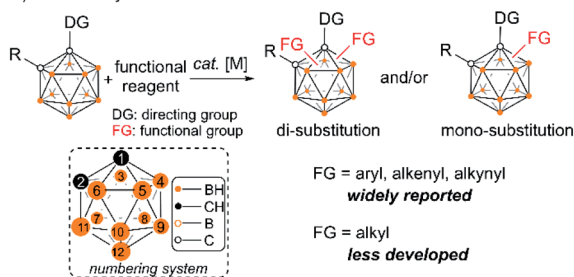 DG
R
+
functional
reagent
cat. [M]
DG
FG
FG
R
and/or
DG
FG
R
DG: directing group
FG: functional group
di-substitution
mono-substitution
1
2
3
4
6
5
7
8
11
10
9
12
BH
CH
B
C
numbering system
FG = aryl, alkenyl, alkynyl
widely reported
FG = alkyl
less developed